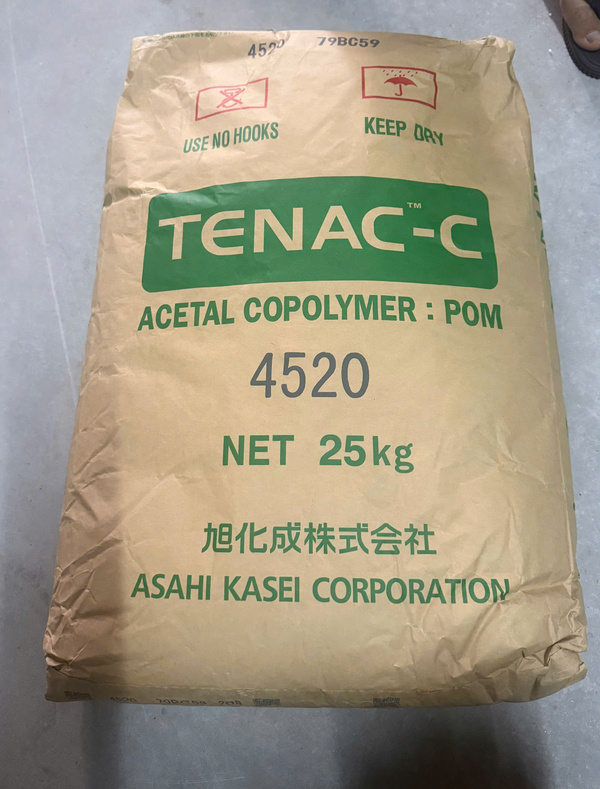 4520 79BC59
USE NO HOOKS
KEEP DRY
TENAC™-C
ACETAL COPOLYMER : POM
4520
NET 25kg
旭化成株式会社
ASAHI KASEI CORPORATION